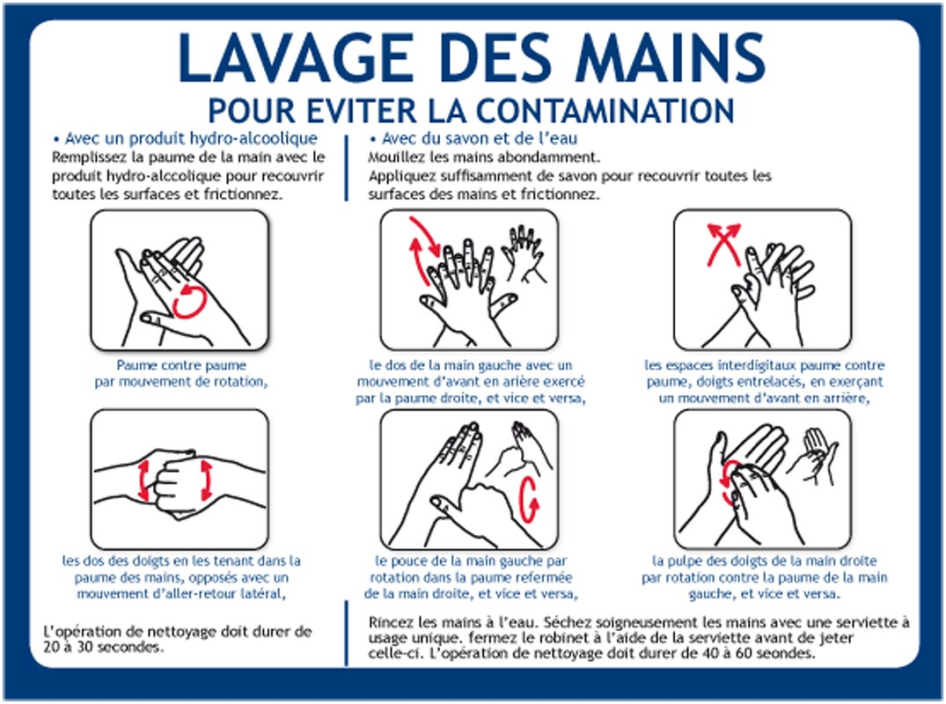 LAVAGE DES MAINS
POUR EVITER LA CONTAMINATION
• Avec un produit hydro-alcoolique
Remplissez la paume de la main avec le
produit hydro-alccolique pour recouvrir
toutes les surfaces et frictionnez.
• Avec du savon et de l'eau
Mouillez les mains abondamment.
Appliquez suffisamment de savon pour recouvrir toutes les
surfaces des mains et frictionnez.
Paume contre paume
par mouvement de rotation,
le dos de la main gauche avec un
mouvement d'avant en arière exercé
par la paume droite, et vice et versa,
les espaces interdigitaux paume contre
paume, doigts entrelacés, en exerçant
un mouvement d'avant en arrière,
les dos des doigts en les tenant dans la
paume des mains, opposés avec un
mouvement d'aller-retour latéral,
le pouce de la main gauche par
rotation dans la paume refermée
de la main droite, et vice et versa,
la pulpe des doigts de la main droite
par rotation contre la paume de la main
gauche, et vice et versa.
L'opération de nettoyage doit durer de
20 à 30 secondes.
Rincez les mains à l'eau. Séchez soigneusement les mains avec une serviette à
usage unique. fermez le robinet à l'aide de la serviette avant de jeter
celle-ci. L'opération de nettoyage doit durer de 40 à 60 seondes.